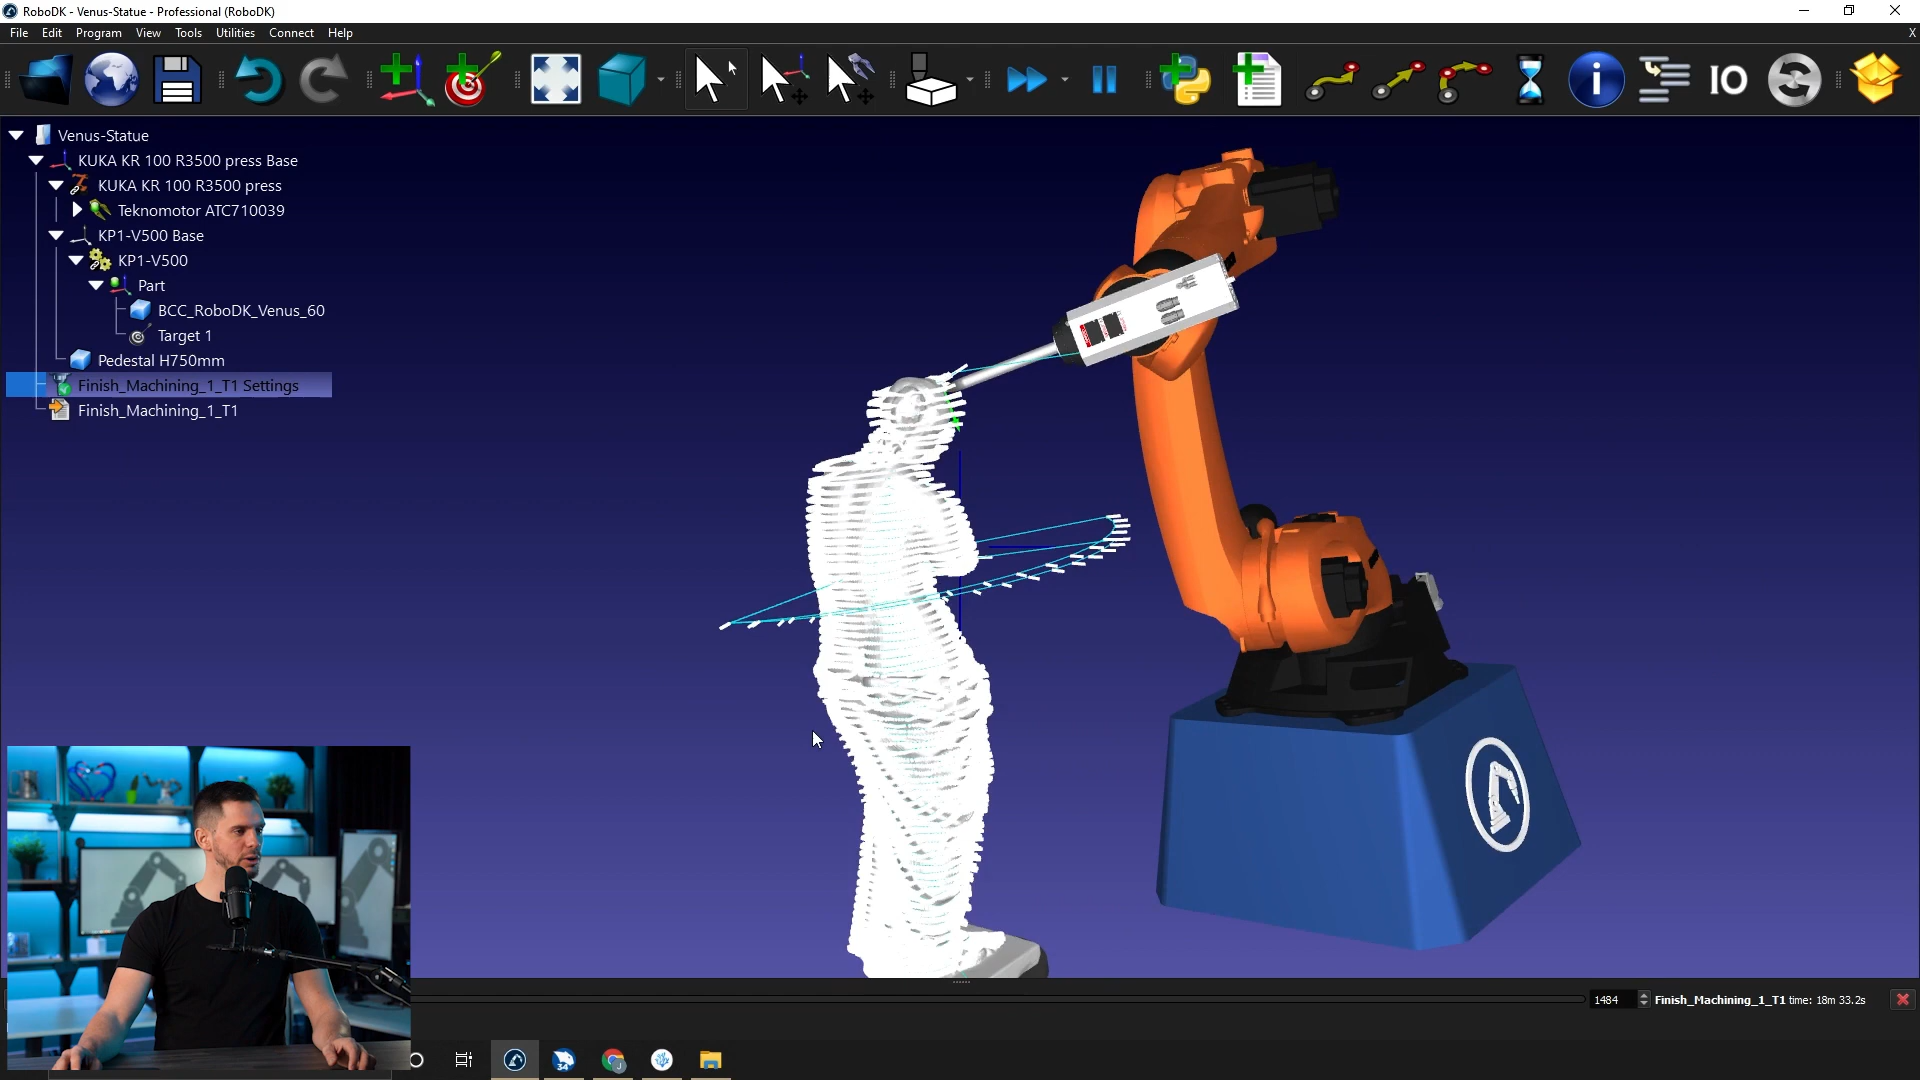 RoboDK - Venus-Statue - Professional (RoboDK)
File Edit Program View Tools Utilities Connect Help X
IO
Venus-Statue
KUKA KR 100 R3500 press Base
KUKA KR 100 R3500 press
Teknomotor ATC710039
KP1-V500 Base
KP1-V500
Part
BCC_RoboDK_Venus_60
Target 1
Pedestal H750mm
Finish_Machining_1_T1 Settings
Finish_Machining_1_T1
1484 Finish_Machining_1_T1 time: 18m 33.2s
34